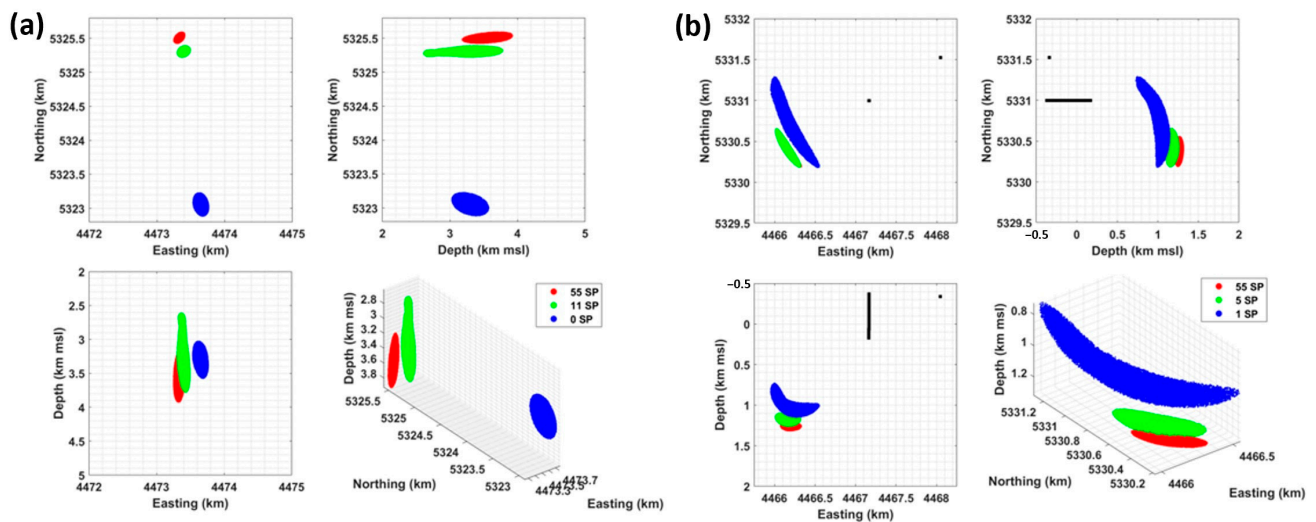 (a)
Northing (km)
5325.5
5325
5324.5
5324
5323.5
5323
4472 4473 4474 4475
Easting (km)
Northing (km)
5325.5
5325
5324.5
5324
5323.5
5323
2 3 4 5
Depth (km msl)
Depth (km msl)
2
2.5
3
3.5
4
4.5
5
4472 4473 4474 4475
Easting (km)
55 SP
11 SP
0 SP
Depth (km msl)
2.8
3
3.2
3.4
3.6
3.8
5325.5
5325
5324.5
5324
5323.5
5323
Northing (km)
4473.3
4473.5
4473.7
Easting (km)
(b)
Northing (km)
5332
5331.5
5331
5330.5
5330
5329.5
4466 4466.5 4467 4467.5 4468
Easting (km)
Northing (km)
5332
5331.5
5331
5330.5
5330
5329.5
−0.5 0 0.5 1 1.5 2
Depth (km msl)
Depth (km msl)
−0.5
0
0.5
1
1.5
2
4466 4466.5 4467 4467.5 4468
Easting (km)
55 SP
5 SP
1 SP
Depth (km msl)
0.8
1
1.2
5331.2
5331
5330.8
5330.6
5330.4
5330.2
Northing (km)
4466
4466.5
Easting (km)